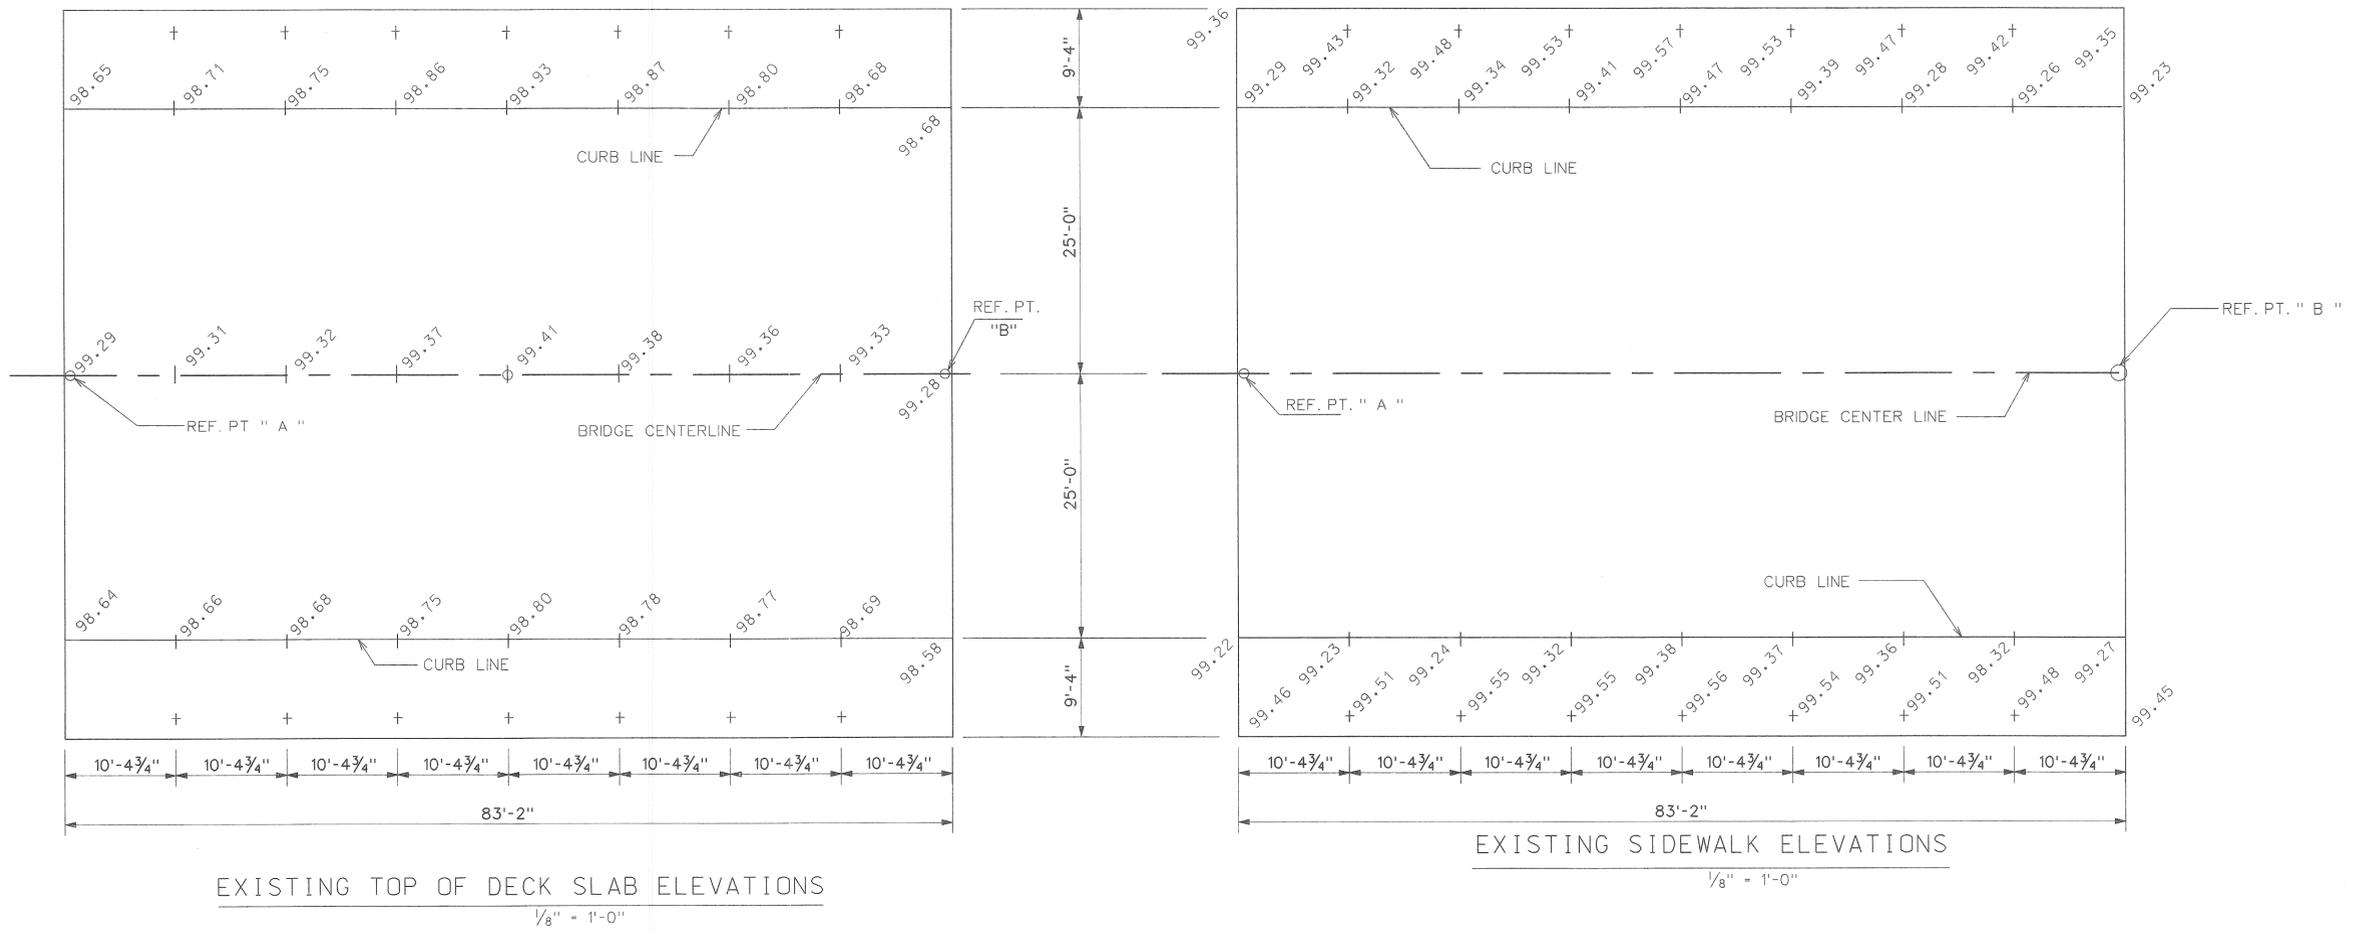 98.65 98.71 98.75 98.86 98.93 98.87 98.80 98.68
98.68
CURB LINE
REF. PT.
"B"
99.29 99.31 99.32 99.37 99.41 99.38 99.36 99.33
99.28
REF. PT " A "
BRIDGE CENTERLINE
98.64 98.66 98.68 98.75 98.80 98.78 98.77 98.69
98.58
CURB LINE
10'-4¾" 10'-4¾" 10'-4¾" 10'-4¾" 10'-4¾" 10'-4¾" 10'-4¾" 10'-4¾"
83'-2"
EXISTING TOP OF DECK SLAB ELEVATIONS
⅛" = 1'-0"
9'-4"
25'-0"
25'-0"
9'-4"
99.36 99.43 99.48 99.53 99.57 99.53 99.47 99.42 99.35
99.29 99.32 99.34 99.41 99.47 99.39 99.28 99.26 99.23
CURB LINE
REF. PT. " B "
REF. PT. " A "
BRIDGE CENTER LINE
CURB LINE
99.22 99.23 99.24 99.32 99.38 99.37 99.36 98.32 99.27
99.46 99.51 99.55 99.55 99.56 99.54 99.51 99.48 99.45
10'-4¾" 10'-4¾" 10'-4¾" 10'-4¾" 10'-4¾" 10'-4¾" 10'-4¾" 10'-4¾"
83'-2"
EXISTING SIDEWALK ELEVATIONS
⅛" = 1'-0"